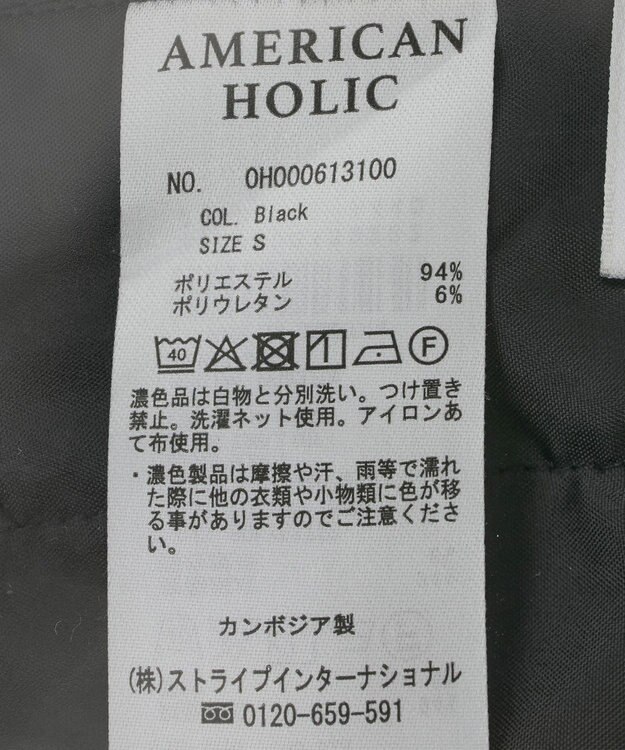 AMERICAN
HOLIC
NO. 0H000613100
COL. Black
SIZE S
ポリエステル 94%
ポリウレタン 6%
40 F
濃色品は白物と分別洗い。つけ置き
禁止。洗濯ネット使用。アイロンあ
て布使用。
・濃色製品は摩擦や汗、雨等で濡れ
た際に他の衣類や小物類に色が移
る事がありますのでご注意くださ
い。
カンボジア製
(株)ストライプインターナショナル
0120-659-591